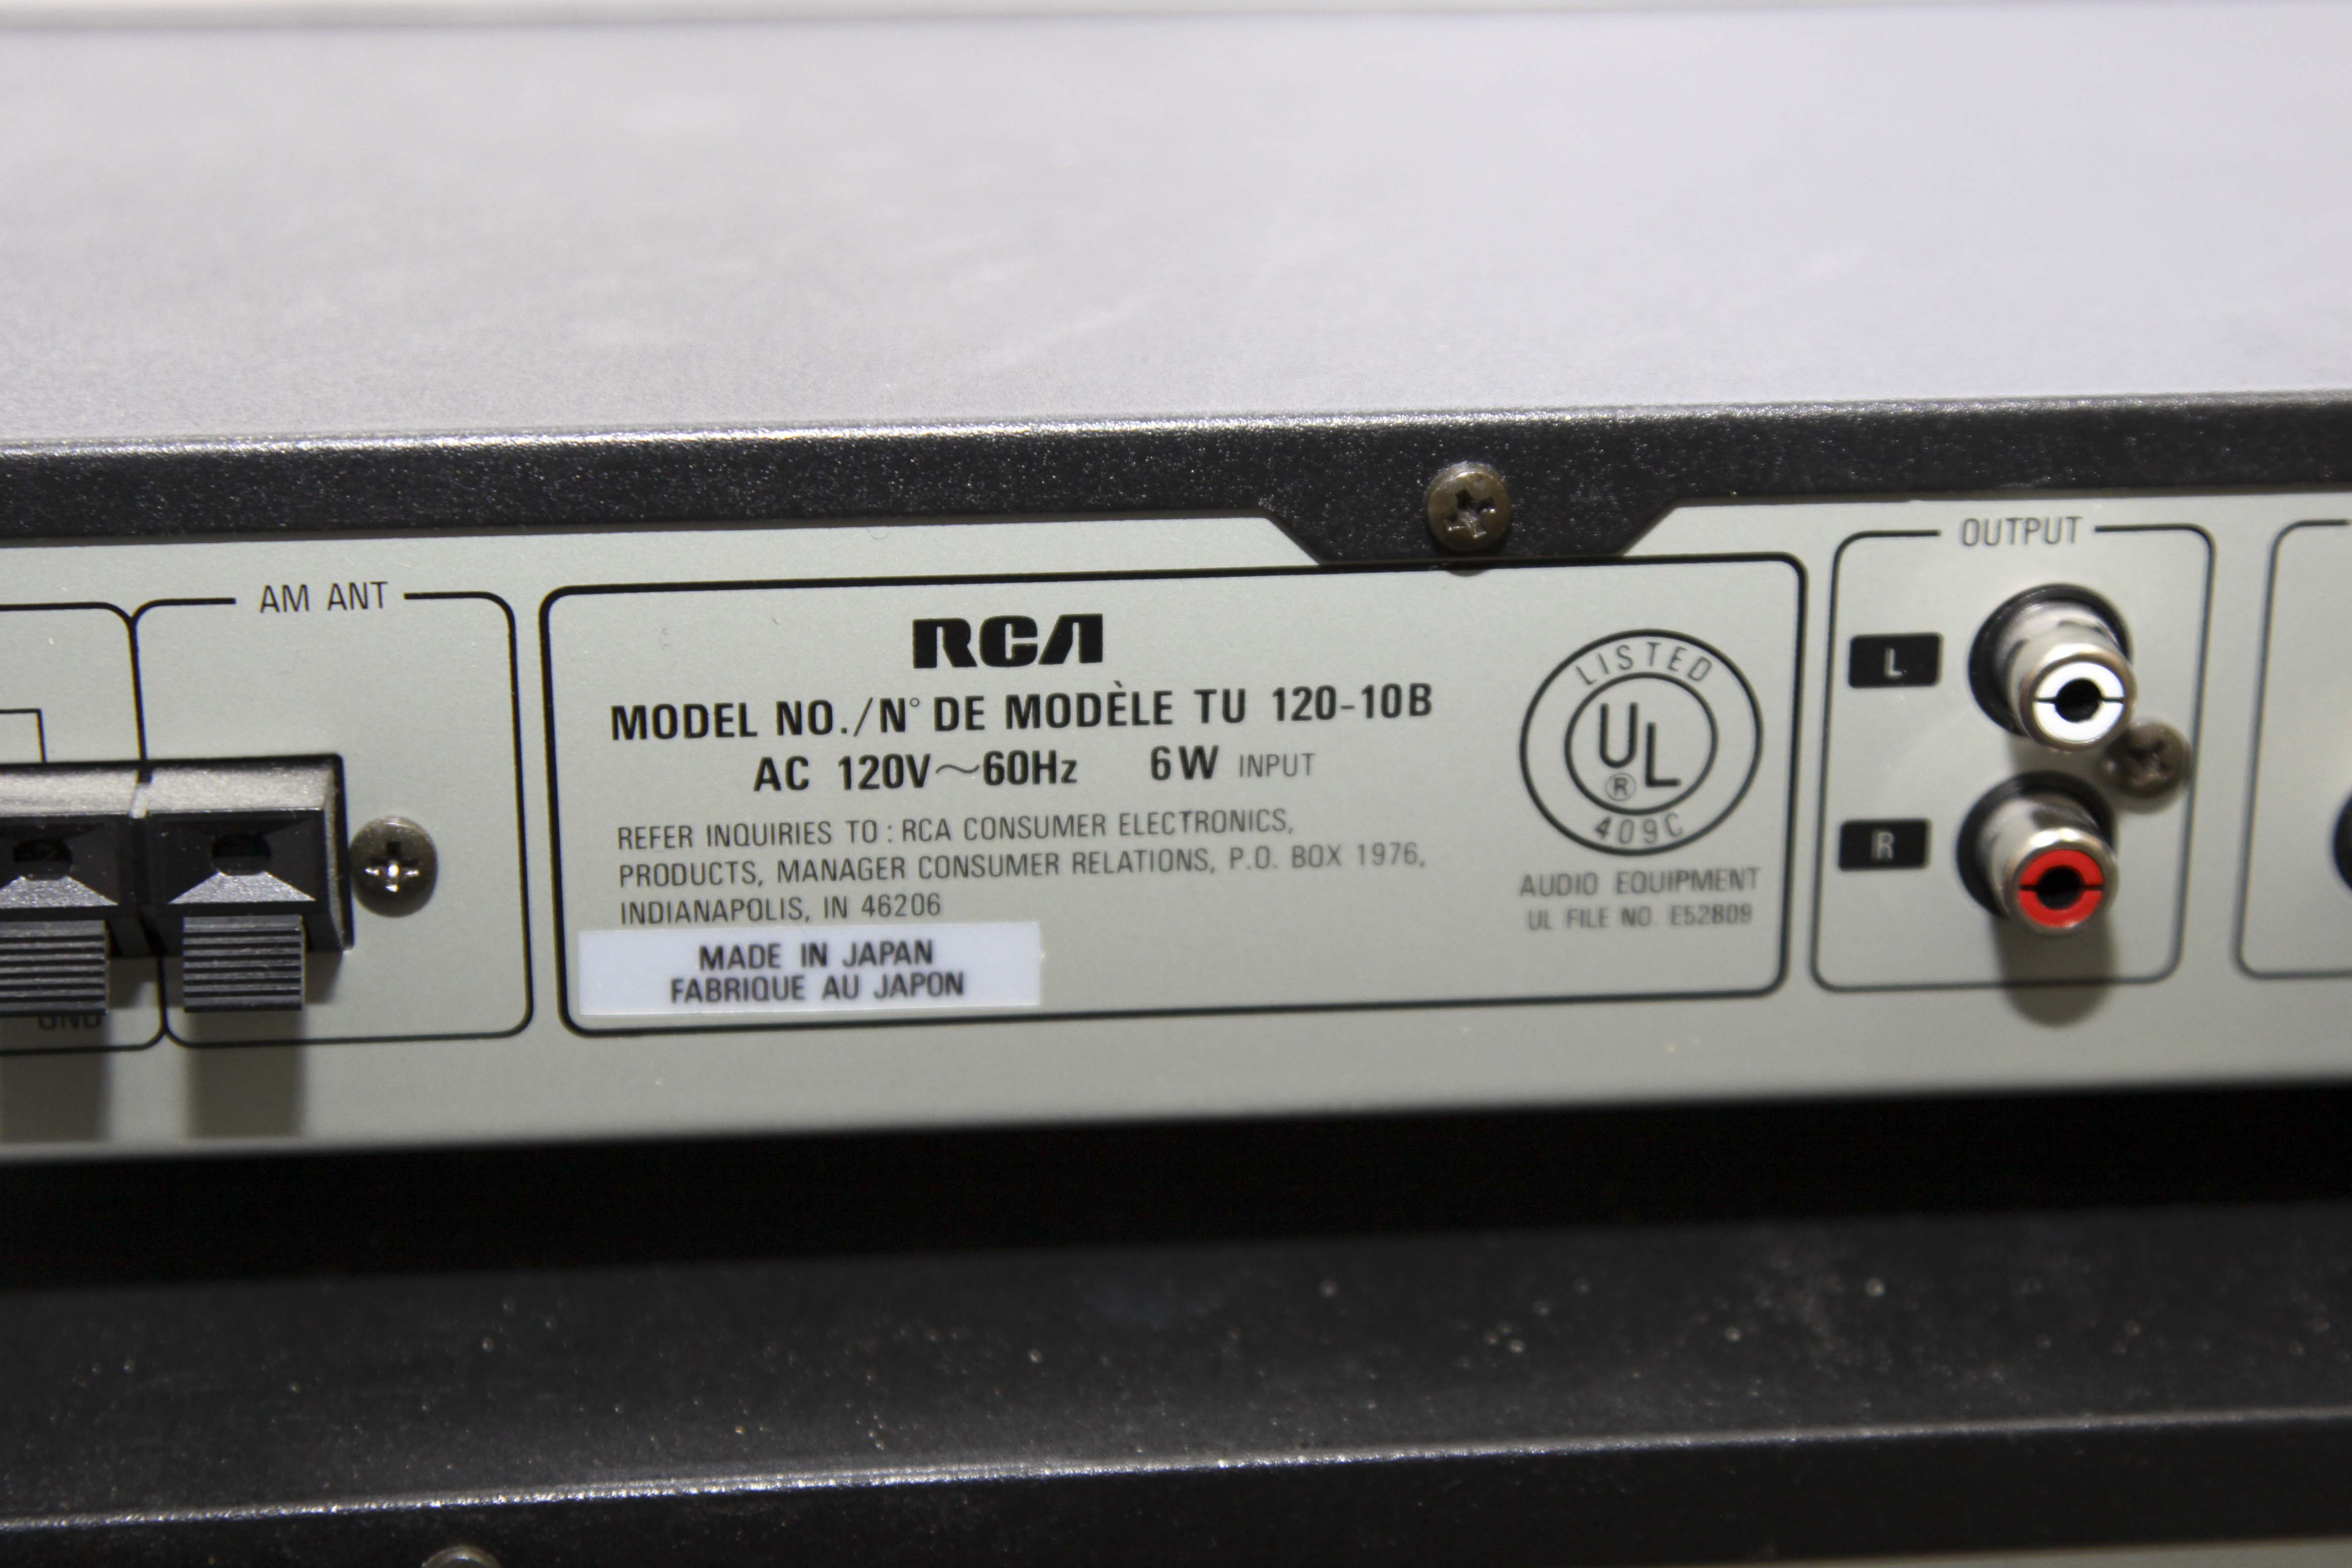 AM ANT
GND
RCA
MODEL NO./N° DE MODÈLE TU 120-10B
AC 120V～60Hz 6W INPUT
REFER INQUIRIES TO : RCA CONSUMER ELECTRONICS,
PRODUCTS, MANAGER CONSUMER RELATIONS, P.O. BOX 1976,
INDIANAPOLIS, IN 46206
MADE IN JAPAN
FABRIQUE AU JAPON
LISTED
UL ®
409C
AUDIO EQUIPMENT
UL FILE NO. E52809
OUTPUT
L
R